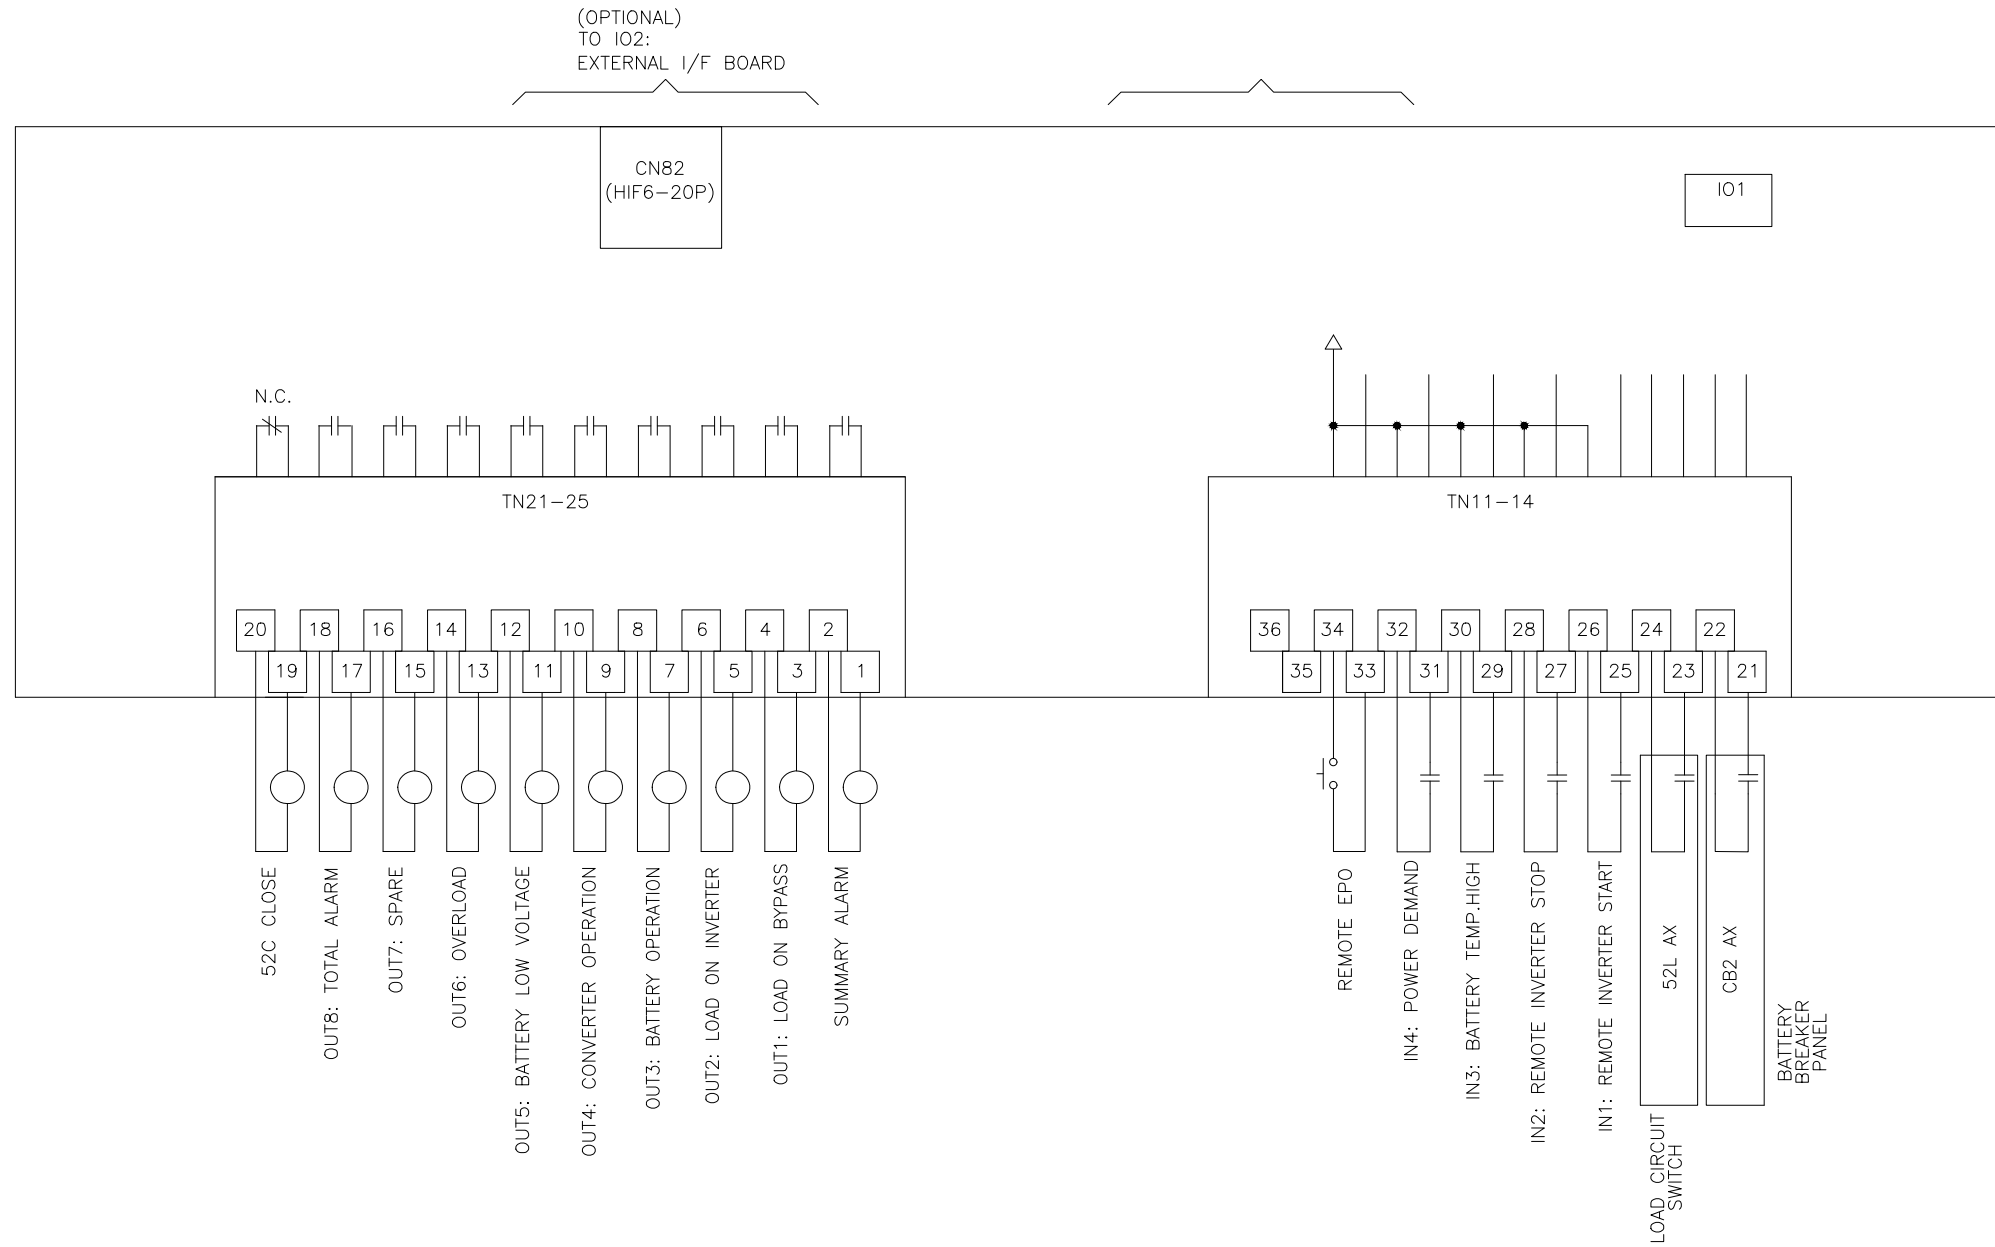 (OPTIONAL)
TO IO2:
EXTERNAL I/F BOARD
CN82
(HIF6-20P)
IO1
N.C.
TN21-25
TN11-14
20 18 16 14 12 10 8 6 4 2
19 17 15 13 11 9 7 5 3 1
36 34 32 30 28 26 24 22
35 33 31 29 27 25 23 21
52C CLOSE
OUT8: TOTAL ALARM
OUT7: SPARE
OUT6: OVERLOAD
OUT5: BATTERY LOW VOLTAGE
OUT4: CONVERTER OPERATION
OUT3: BATTERY OPERATION
OUT2: LOAD ON INVERTER
OUT1: LOAD ON BYPASS
SUMMARY ALARM
REMOTE EPO
IN4: POWER DEMAND
IN3: BATTERY TEMP.HIGH
IN2: REMOTE INVERTER STOP
IN1: REMOTE INVERTER START
52L AX
LOAD CIRCUIT
SWITCH
CB2 AX
BATTERY
BREAKER
PANEL